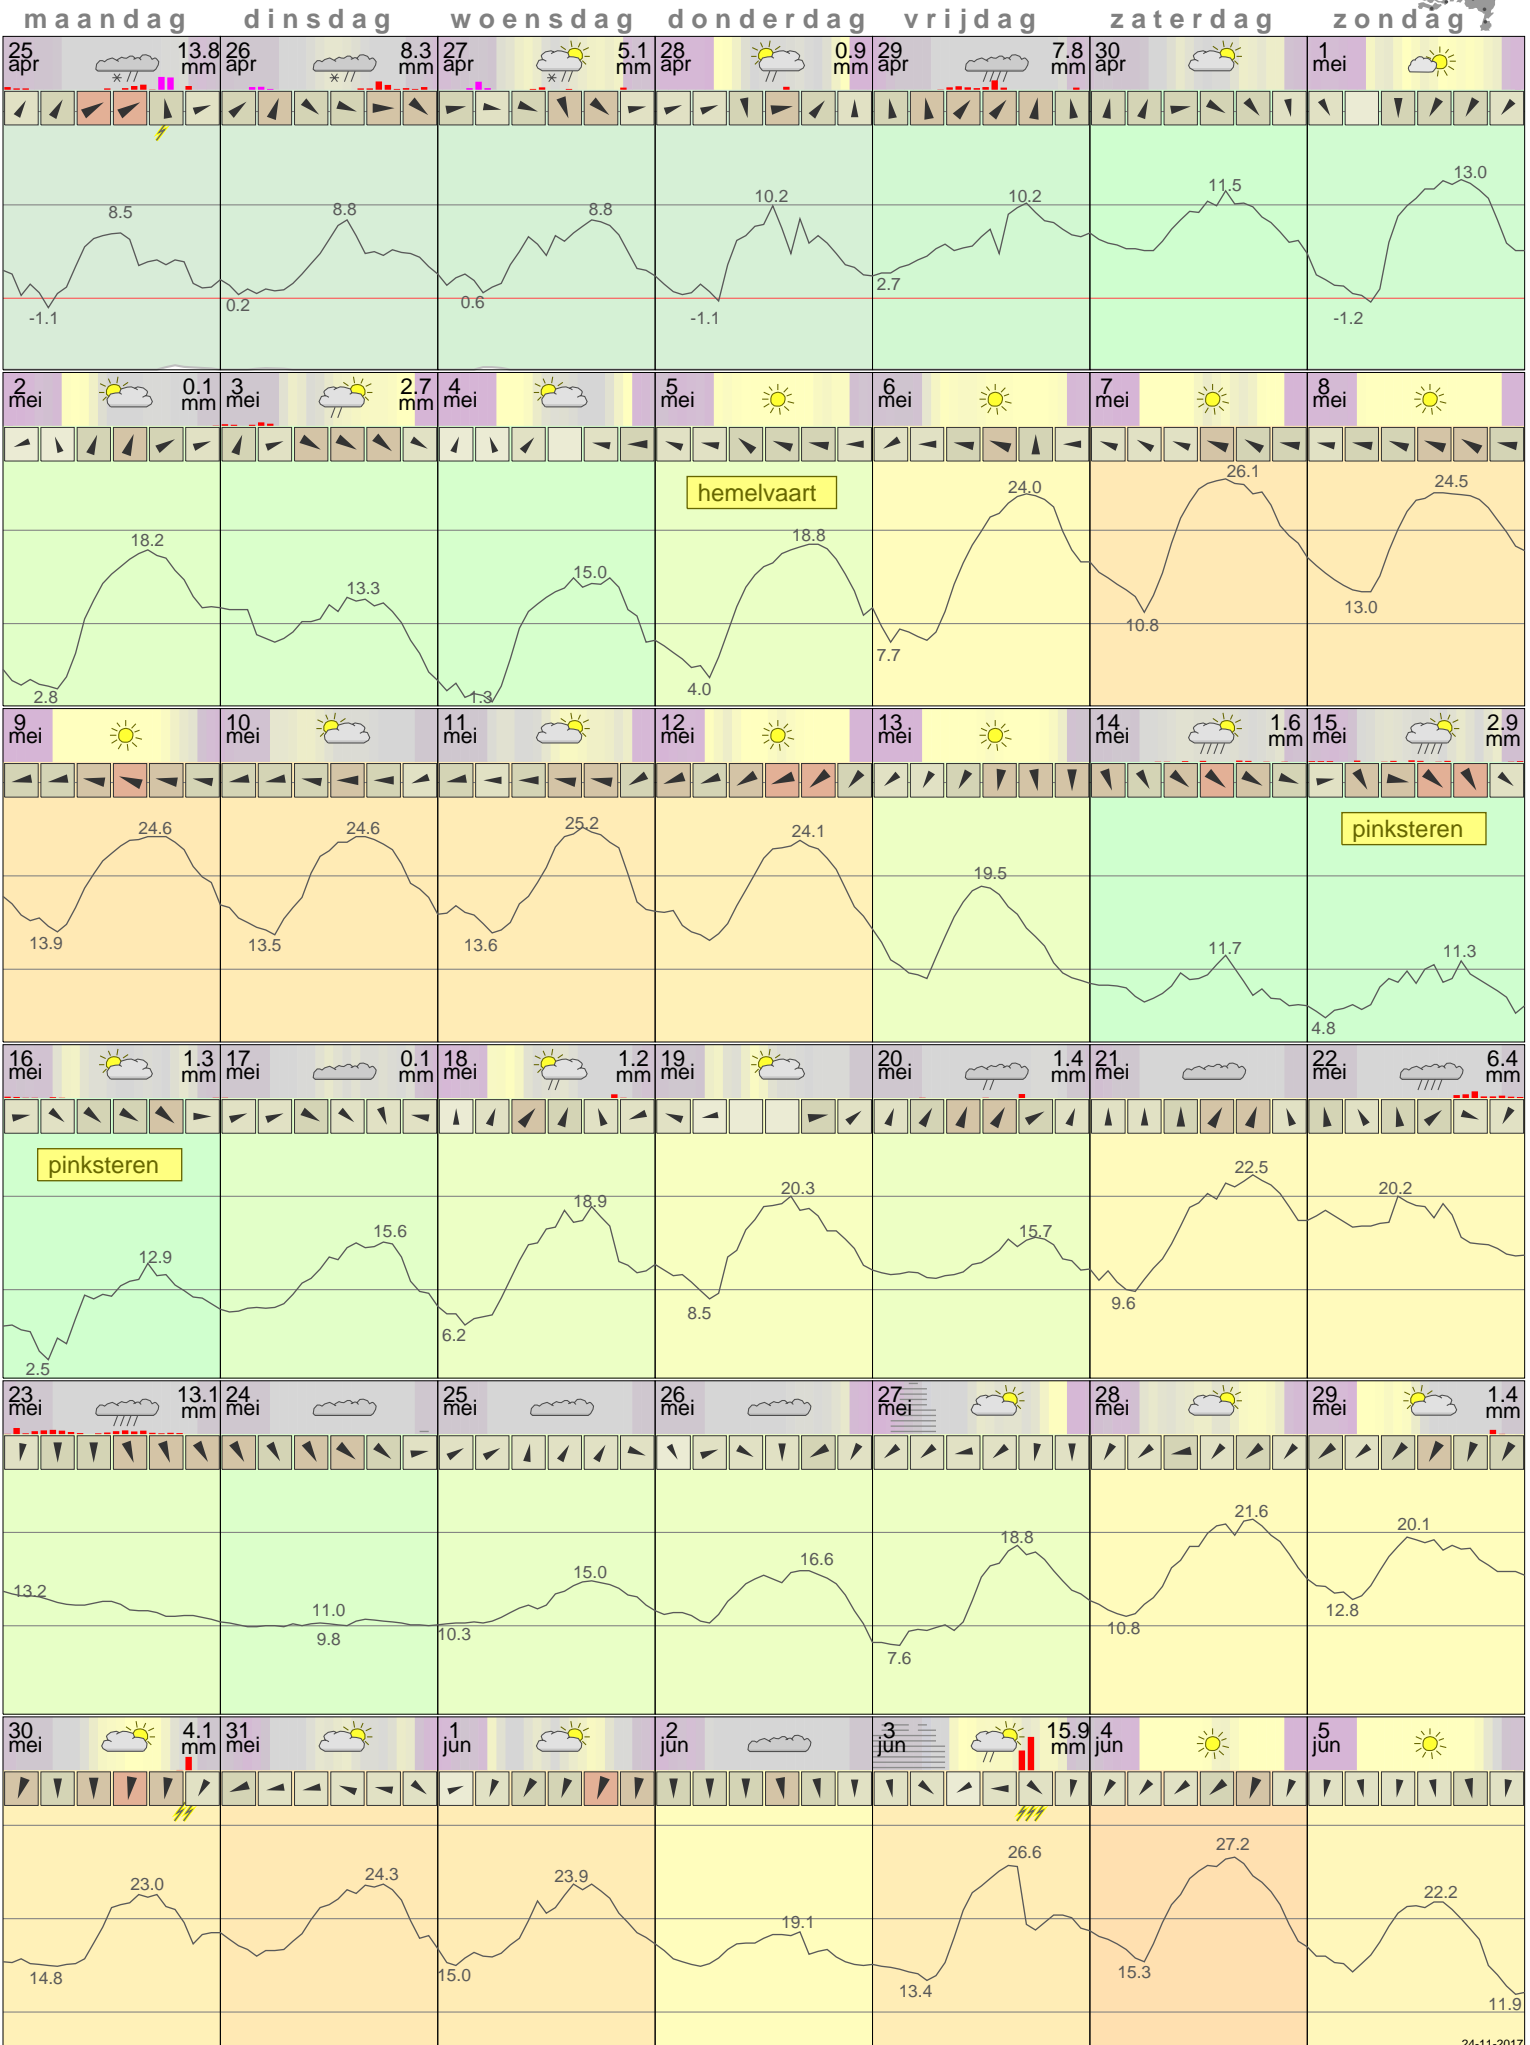 maandag dinsdag woensdag donderdag vrijdag zaterdag zondag
25 13.8 26 8.3 27 5.1 28 0.9 29 7.8 30 1
apr mm apr mm apr mm apr mm apr mm apr mei
8.5 8.8 8.8 10.2 10.2 11.5 13.0
-1.1 0.2 0.6 -1.1 2.7 -1.2
2 0.1 3 2.7 4 5 6 7 8
mei mm mei mm mei mei mei mei mei
hemelvaart
18.2 13.3 15.0 18.8 24.0 26.1 24.5
2.8 1.3 4.0 7.7 10.8 13.0
9 10 11 12 13 14 1.6 15 2.9
mei mei mei mei mei mei mm mei mm
pinksteren
24.6 24.6 25.2 24.1 19.5 11.7 11.3
13.9 13.5 13.6 4.8
16 1.3 17 0.1 18 1.2 19 20 1.4 21 22 6.4
mei mm mei mm mei mm mei mei mm mei mei mm
pinksteren
12.9 15.6 18.9 20.3 15.7 22.5 20.2
2.5 6.2 8.5 9.6
23 13.1 24 25 26 27 28 29 1.4
mei mm mei mei mei mei mei mei mm
13.2 11.0 15.0 16.6 18.8 21.6 20.1
9.8 10.3 7.6 10.8 12.8
30 4.1 31 1 2 3 15.9 4 5
mei mm mei jun jun jun mm jun jun
23.0 24.3 23.9 19.1 26.6 27.2 22.2
14.8 15.0 13.4 15.3 11.9
24-11-2017